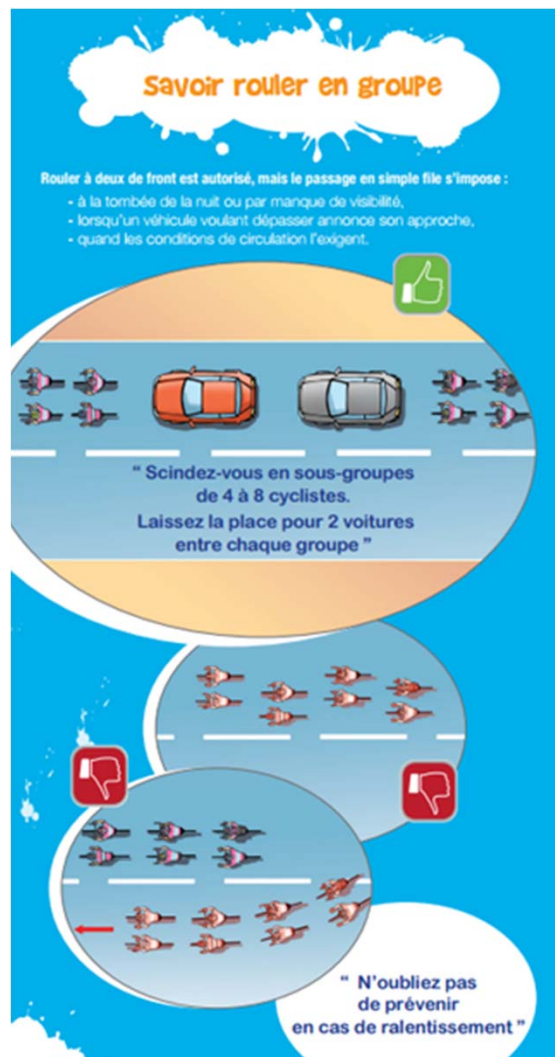 Savoir rouler en groupe
Rouler à deux de front est autorisé, mais le passage en simple file s'impose :
- à la tombée de la nuit ou par manque de visibilité,
- lorsqu'un véhicule voulant dépasser annonce son approche,
- quand les conditions de circulation l'exigent.
" Scindez-vous en sous-groupes
de 4 à 8 cyclistes.
Laissez la place pour 2 voitures
entre chaque groupe "
" N'oubliez pas
de prévenir
en cas de ralentissement "